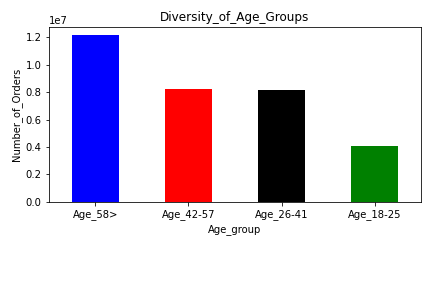 Diversity_of_Age_Groups
1e7
1.2
1.0
0.8
0.6
0.4
0.2
0.0
Number_of_Orders
Age_58>
Age_42-57
Age_26-41
Age_18-25
Age_group